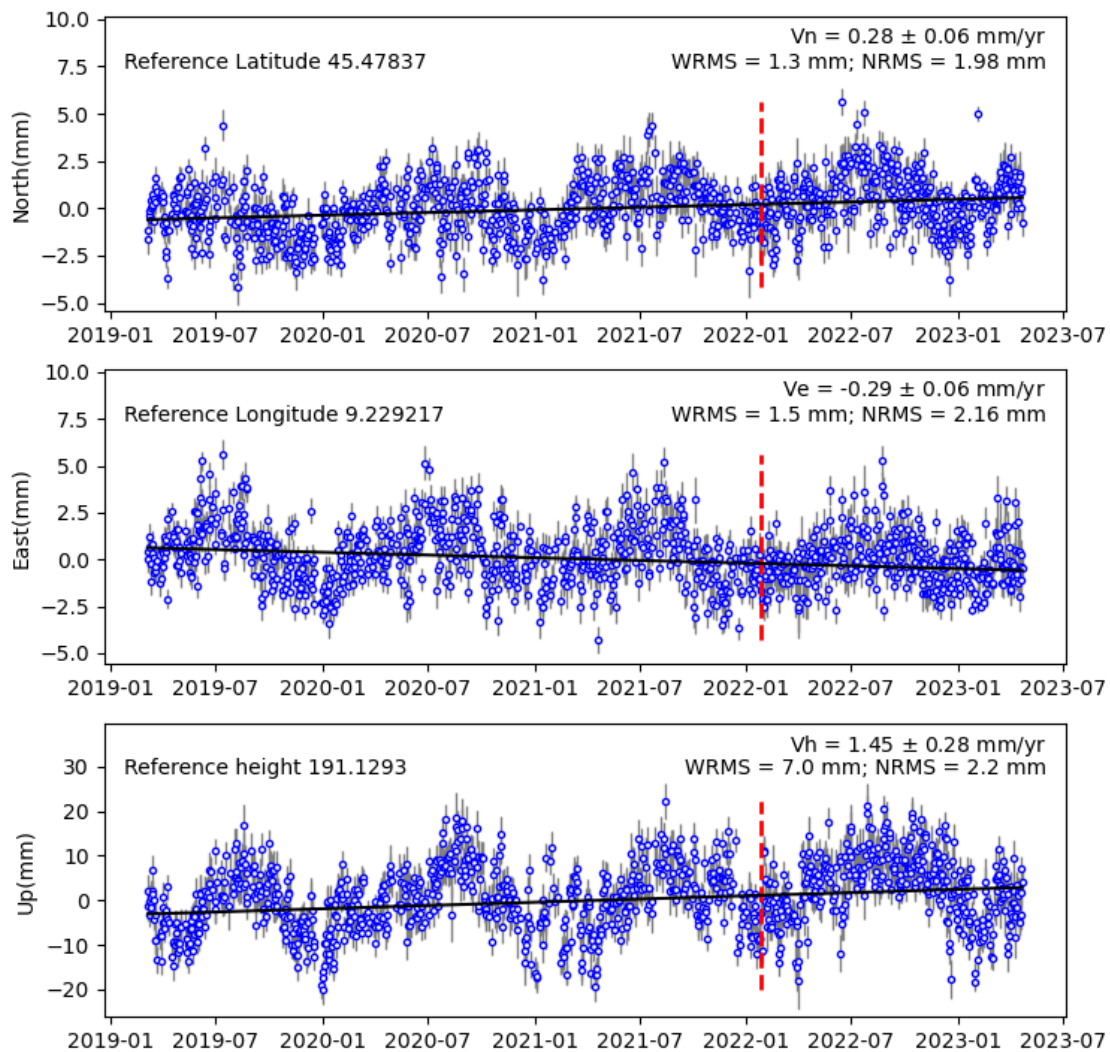 10.0
Vn = 0.28 ± 0.06 mm/yr
Reference Latitude 45.47837
WRMS = 1.3 mm; NRMS = 1.98 mm
7.5
5.0
2.5
0.0
−2.5
−5.0
North(mm)
2019-01 2019-07 2020-01 2020-07 2021-01 2021-07 2022-01 2022-07 2023-01 2023-07
10.0
Ve = -0.29 ± 0.06 mm/yr
Reference Longitude 9.229217
WRMS = 1.5 mm; NRMS = 2.16 mm
7.5
5.0
2.5
0.0
−2.5
−5.0
East(mm)
2019-01 2019-07 2020-01 2020-07 2021-01 2021-07 2022-01 2022-07 2023-01 2023-07
Vh = 1.45 ± 0.28 mm/yr
Reference height 191.1293
WRMS = 7.0 mm; NRMS = 2.2 mm
30
20
10
0
−10
−20
Up(mm)
2019-01 2019-07 2020-01 2020-07 2021-01 2021-07 2022-01 2022-07 2023-01 2023-07